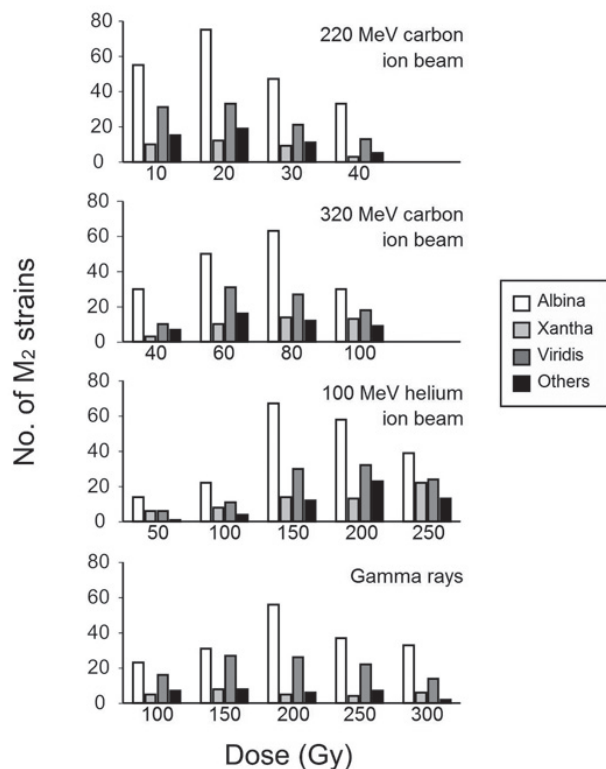 No. of M2 strains
80
60
40
20
0
220 MeV carbon
ion beam
10 20 30 40
80
60
40
20
0
320 MeV carbon
ion beam
40 60 80 100
80
60
40
20
0
100 MeV helium
ion beam
50 100 150 200 250
80
60
40
20
0
Gamma rays
100 150 200 250 300
Dose (Gy)
Albina
Xantha
Viridis
Others